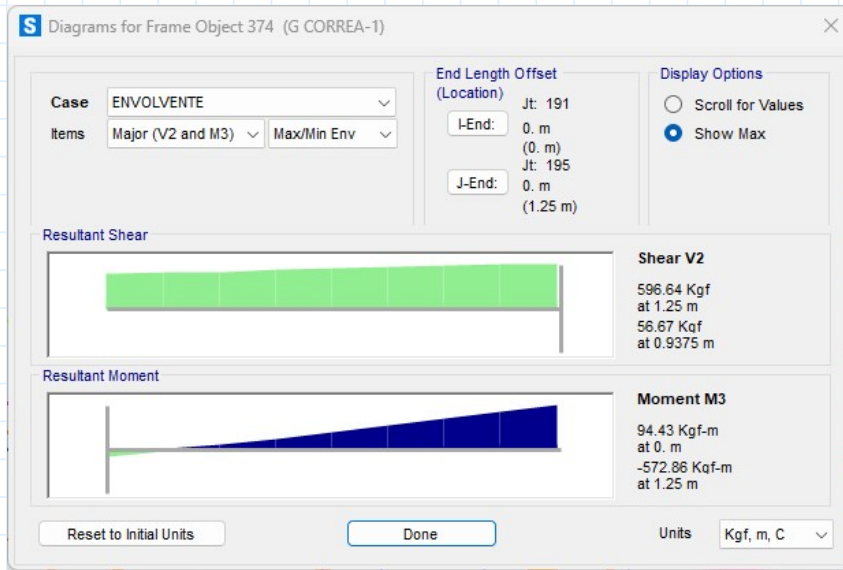 S Diagrams for Frame Object 374 (G CORREA-1)
Case ENVOLVENTE
Items Major (V2 and M3) Max/Min Env
End Length Offset
(Location)
Jt: 191
I-End: 0. m
(0. m)
Jt: 195
J-End: 0. m
(1.25 m)
Display Options
Scroll for Values
Show Max
Resultant Shear
Shear V2
596.64 Kgf
at 1.25 m
56.67 Kgf
at 0.9375 m
Resultant Moment
Moment M3
94.43 Kgf-m
at 0. m
-572.86 Kgf-m
at 1.25 m
Reset to Initial Units
Done
Units Kgf, m, C